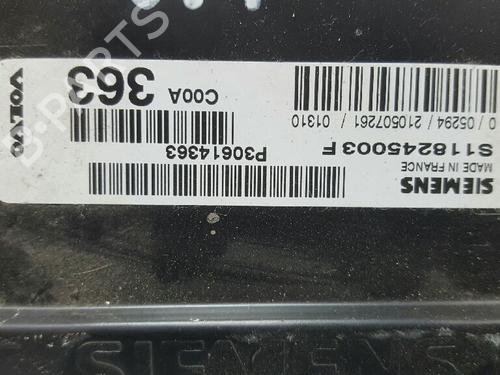 SIEMENS
MADE IN FRANCE
S118245003 F
0 / 05294 / 210507261 / 01310
P30614363
C00A
363
VOLVO
SIEMENS
B-PARTS